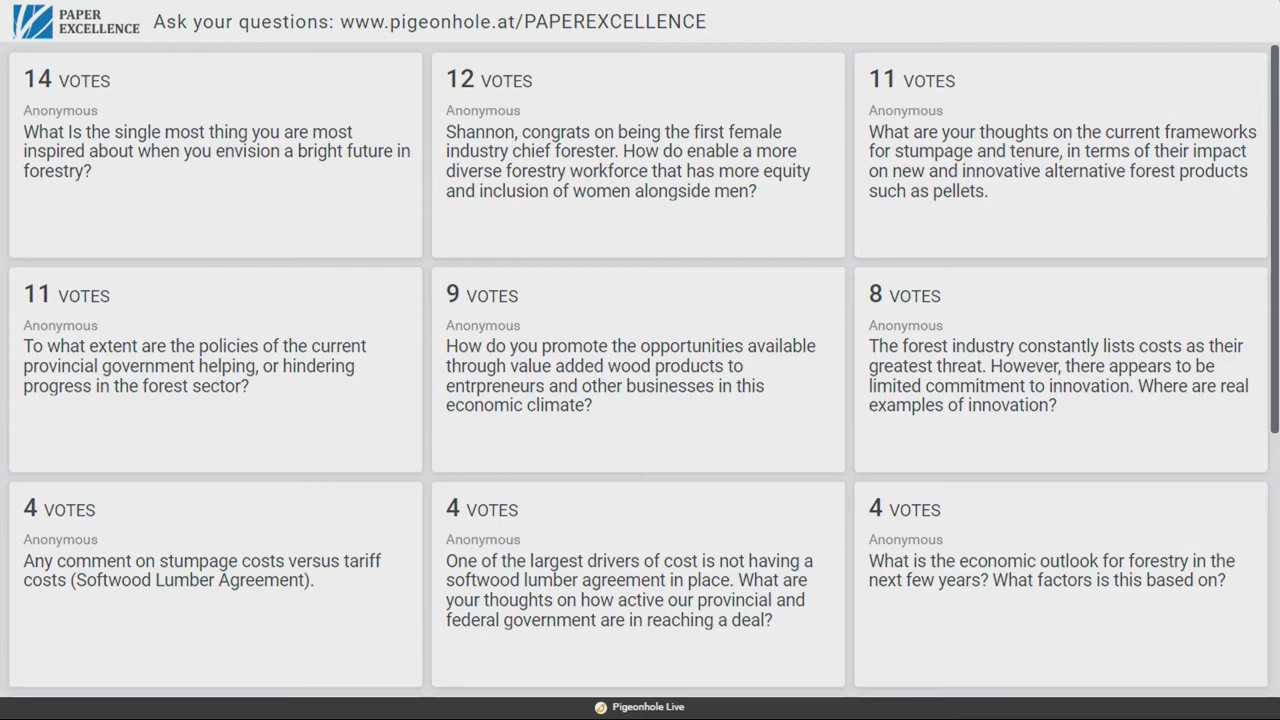 PAPER
EXCELLENCE
Ask your questions: www.pigeonhole.at/PAPEREXCELLENCE
14 VOTES
Anonymous
What Is the single most thing you are most
inspired about when you envision a bright future in
forestry?
12 VOTES
Anonymous
Shannon, congrats on being the first female
industry chief forester. How do enable a more
diverse forestry workforce that has more equity
and inclusion of women alongside men?
11 VOTES
Anonymous
What are your thoughts on the current frameworks
for stumpage and tenure, in terms of their impact
on new and innovative alternative forest products
such as pellets.
11 VOTES
Anonymous
To what extent are the policies of the current
provincial government helping, or hindering
progress in the forest sector?
9 VOTES
Anonymous
How do you promote the opportunities available
through value added wood products to
entrpreneurs and other businesses in this
economic climate?
8 VOTES
Anonymous
The forest industry constantly lists costs as their
greatest threat. However, there appears to be
limited commitment to innovation. Where are real
examples of innovation?
4 VOTES
Anonymous
Any comment on stumpage costs versus tariff
costs (Softwood Lumber Agreement).
4 VOTES
Anonymous
One of the largest drivers of cost is not having a
softwood lumber agreement in place. What are
your thoughts on how active our provincial and
federal government are in reaching a deal?
4 VOTES
Anonymous
What is the economic outlook for forestry in the
next few years? What factors is this based on?
Pigeonhole Live